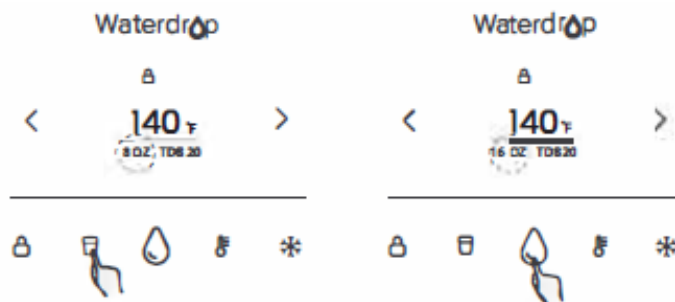 Waterdrop
140 °F
8 OZ TDS 20
Waterdrop
140 °F
16 OZ TDS 20